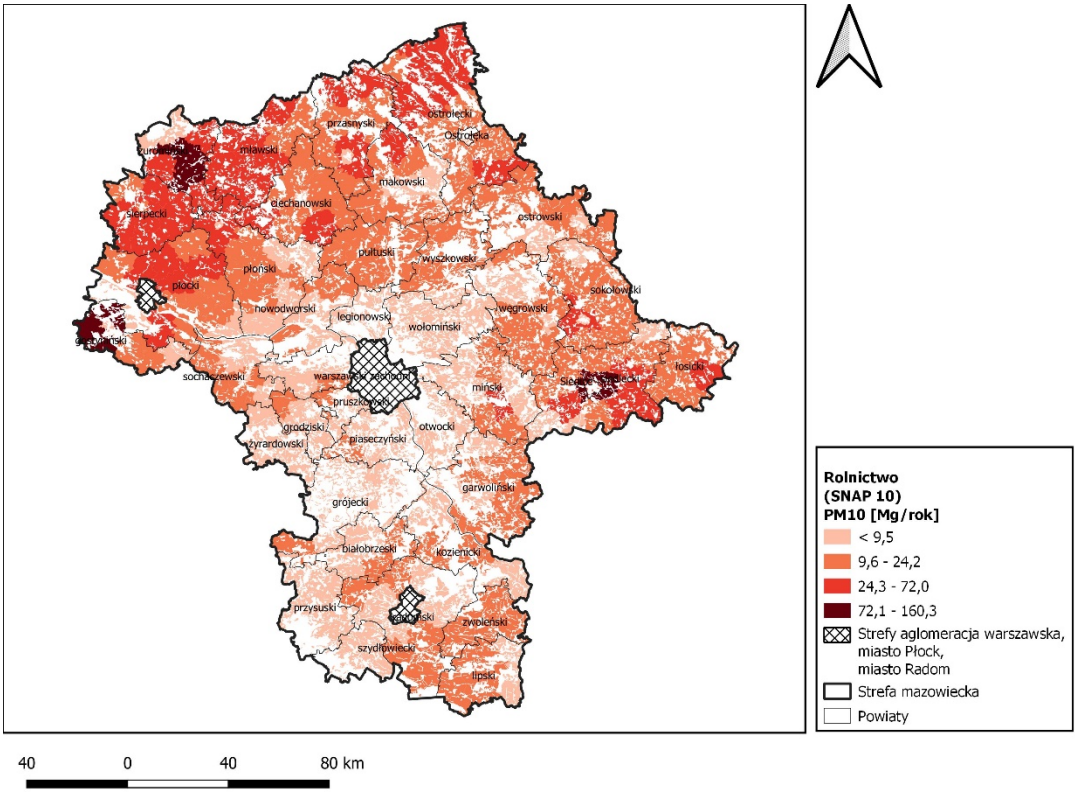 ostrołęcki
przasnyski
Ostrołęka
żuromiński
mławski
makowski
ciechanowski
sierpecki
ostrowski
pułtuski
wyszkowski
płoński
płocki
sokołowski
nowodworski
węgrowski
legionowski
wołomiński
gostyniński
łosicki
sochaczewski
warszawski zachodni
Siedlce
siedlecki
miński
pruszkowski
grodziski
otwocki
piaseczyński
żyrardowski
garwoliński
grójecki
białobrzeski
kozienicki
przysuski
radomski
zwoleński
szydłowiecki
lipski
Rolnictwo
(SNAP 10)
PM10 [Mg/rok]
< 9,5
9,6 - 24,2
24,3 - 72,0
72,1 - 160,3
Strefy aglomeracja warszawska,
miasto Płock,
miasto Radom
Strefa mazowiecka
Powiaty
40 0 40 80 km